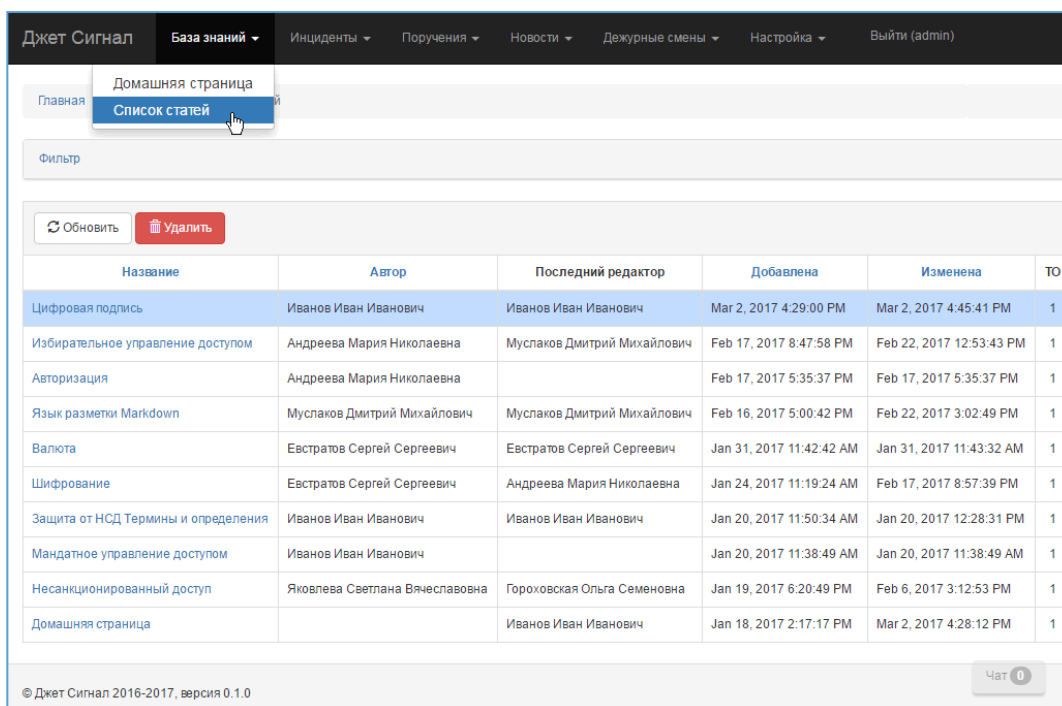 Джет Сигнал База знаний Инциденты Поручения Новости Дежурные смены Настройка Выйти (admin)
Домашняя страница
Главная
Список статей й
Фильтр
Обновить Удалить
Название Автор Последний редактор Добавлена Изменена ТО
Цифровая подпись Иванов Иван Иванович Иванов Иван Иванович Mar 2, 2017 4:29:00 PM Mar 2, 2017 4:45:41 PM 1
Избирательное управление доступом Андреева Мария Николаевна Муслаков Дмитрий Михайлович Feb 17, 2017 8:47:58 PM Feb 22, 2017 12:53:43 PM 1
Авторизация Андреева Мария Николаевна Feb 17, 2017 5:35:37 PM Feb 17, 2017 5:35:37 PM 1
Язык разметки Markdown Муслаков Дмитрий Михайлович Муслаков Дмитрий Михайлович Feb 16, 2017 5:00:42 PM Feb 22, 2017 3:02:49 PM 1
Валюта Евстратов Сергей Сергеевич Евстратов Сергей Сергеевич Jan 31, 2017 11:42:42 AM Jan 31, 2017 11:43:32 AM 1
Шифрование Евстратов Сергей Сергеевич Андреева Мария Николаевна Jan 24, 2017 11:19:24 AM Feb 17, 2017 8:57:39 PM 1
Защита от НСД Термины и определения Иванов Иван Иванович Иванов Иван Иванович Jan 20, 2017 11:50:34 AM Jan 20, 2017 12:28:31 PM 1
Мандатное управление доступом Иванов Иван Иванович Jan 20, 2017 11:38:49 AM Jan 20, 2017 11:38:49 AM 1
Несанкционированный доступ Яковлева Светлана Вячеславовна Гороховская Ольга Семеновна Jan 19, 2017 6:20:49 PM Feb 6, 2017 3:12:53 PM 1
Домашняя страница Иванов Иван Иванович Jan 18, 2017 2:17:17 PM Mar 2, 2017 4:28:12 PM 1
Чат 0
© Джет Сигнал 2016-2017, версия 0.1.0